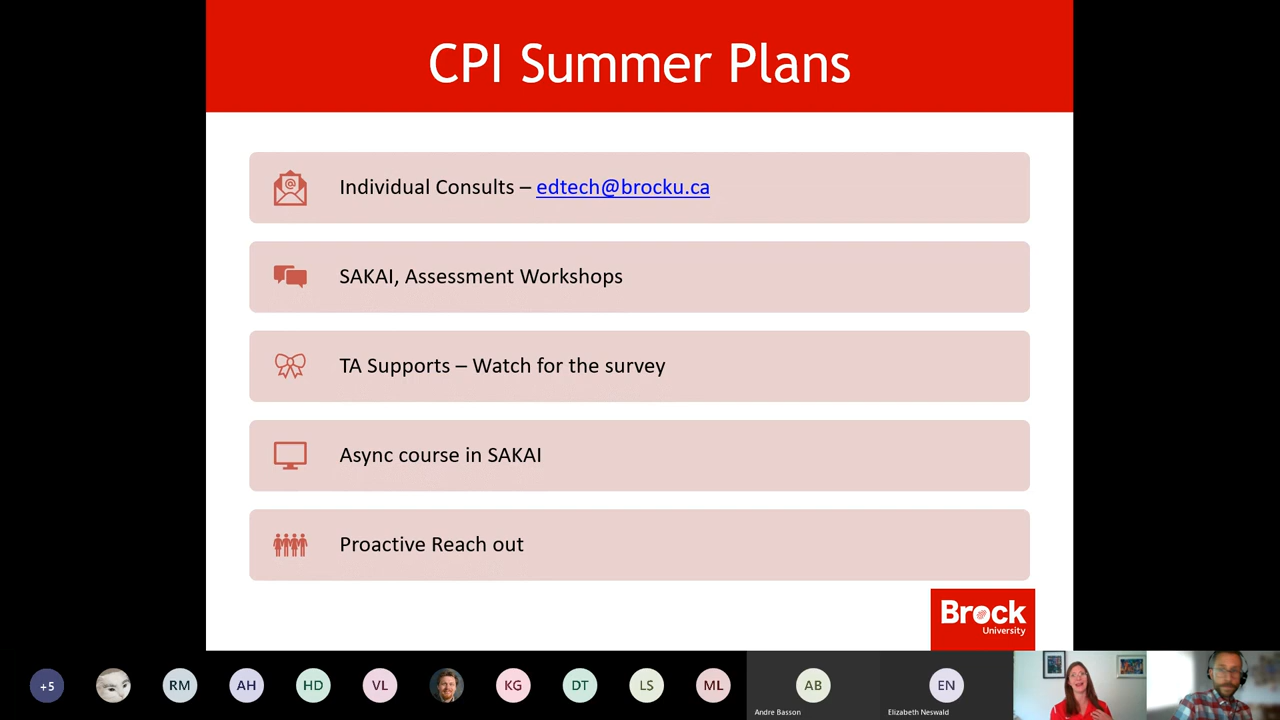 CPI Summer Plans
Individual Consults – edtech@brocku.ca
SAKAI, Assessment Workshops
TA Supports – Watch for the survey
Async course in SAKAI
Proactive Reach out
Brock
University
+5
RM
AH
HD
VL
KG
DT
LS
ML
AB
EN
Andre Basson
Elizabeth Neswald